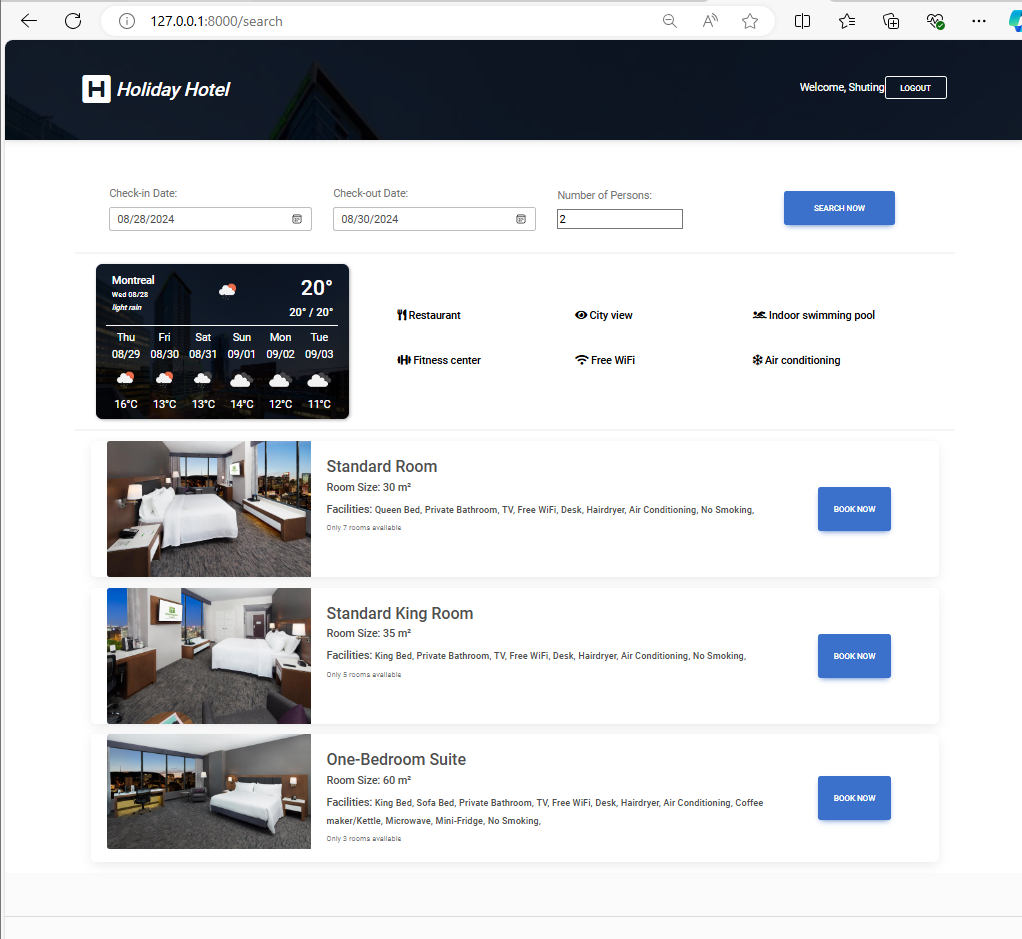 127.0.0.1:8000/search
H Holiday Hotel
Welcome, Shuting LOGOUT
Check-in Date: Check-out Date: Number of Persons:
08/28/2024 08/30/2024 2 SEARCH NOW
Montreal
Wed 08/28
light rain
20°
20° / 20°
Thu Fri Sat Sun Mon Tue
08/29 08/30 08/31 09/01 09/02 09/03
16°C 13°C 13°C 14°C 12°C 11°C
Restaurant City view Indoor swimming pool
Fitness center Free WiFi Air conditioning
Standard Room
Room Size: 30 m²
Facilities: Queen Bed, Private Bathroom, TV, Free WiFi, Desk, Hairdryer, Air Conditioning, No Smoking,
Only 7 rooms available
BOOK NOW
Standard King Room
Room Size: 35 m²
Facilities: King Bed, Private Bathroom, TV, Free WiFi, Desk, Hairdryer, Air Conditioning, No Smoking,
Only 5 rooms available
BOOK NOW
One-Bedroom Suite
Room Size: 60 m²
Facilities: King Bed, Sofa Bed, Private Bathroom, TV, Free WiFi, Desk, Hairdryer, Air Conditioning, Coffee
maker/Kettle, Microwave, Mini-Fridge, No Smoking,
Only 3 rooms available
BOOK NOW